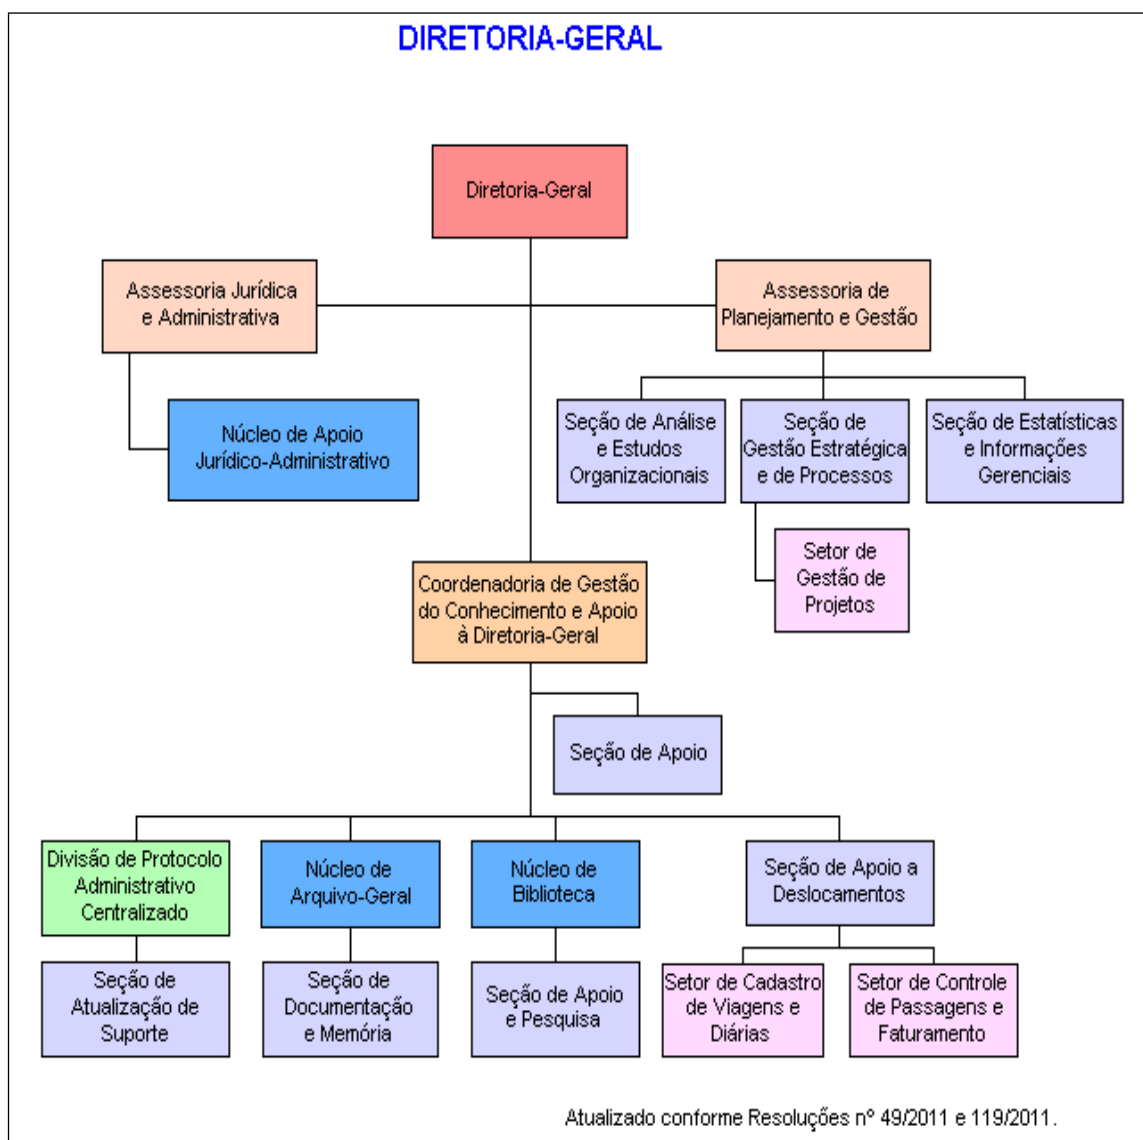 DIRETORIA-GERAL
Diretoria-Geral
Assessoria Jurídica
e Administrativa
Assessoria de
Planejamento e Gestão
Núcleo de Apoio
Jurídico-Administrativo
Seção de Análise
e Estudos
Organizacionais
Seção de
Gestão Estratégica
e de Processos
Seção de Estatísticas
e Informações
Gerenciais
Setor de
Gestão de
Projetos
Coordenadoria de Gestão
do Conhecimento e Apoio
à Diretoria-Geral
Seção de Apoio
Divisão de Protocolo
Administrativo
Centralizado
Núcleo de
Arquivo-Geral
Núcleo de
Biblioteca
Seção de Apoio a
Deslocamentos
Seção de
Atualização de
Suporte
Seção de
Documentação
e Memória
Seção de Apoio
e Pesquisa
Setor de Cadastro
de Viagens e
Diárias
Setor de Controle
de Passagens e
Faturamento
Atualizado conforme Resoluções nº 49/2011 e 119/2011.